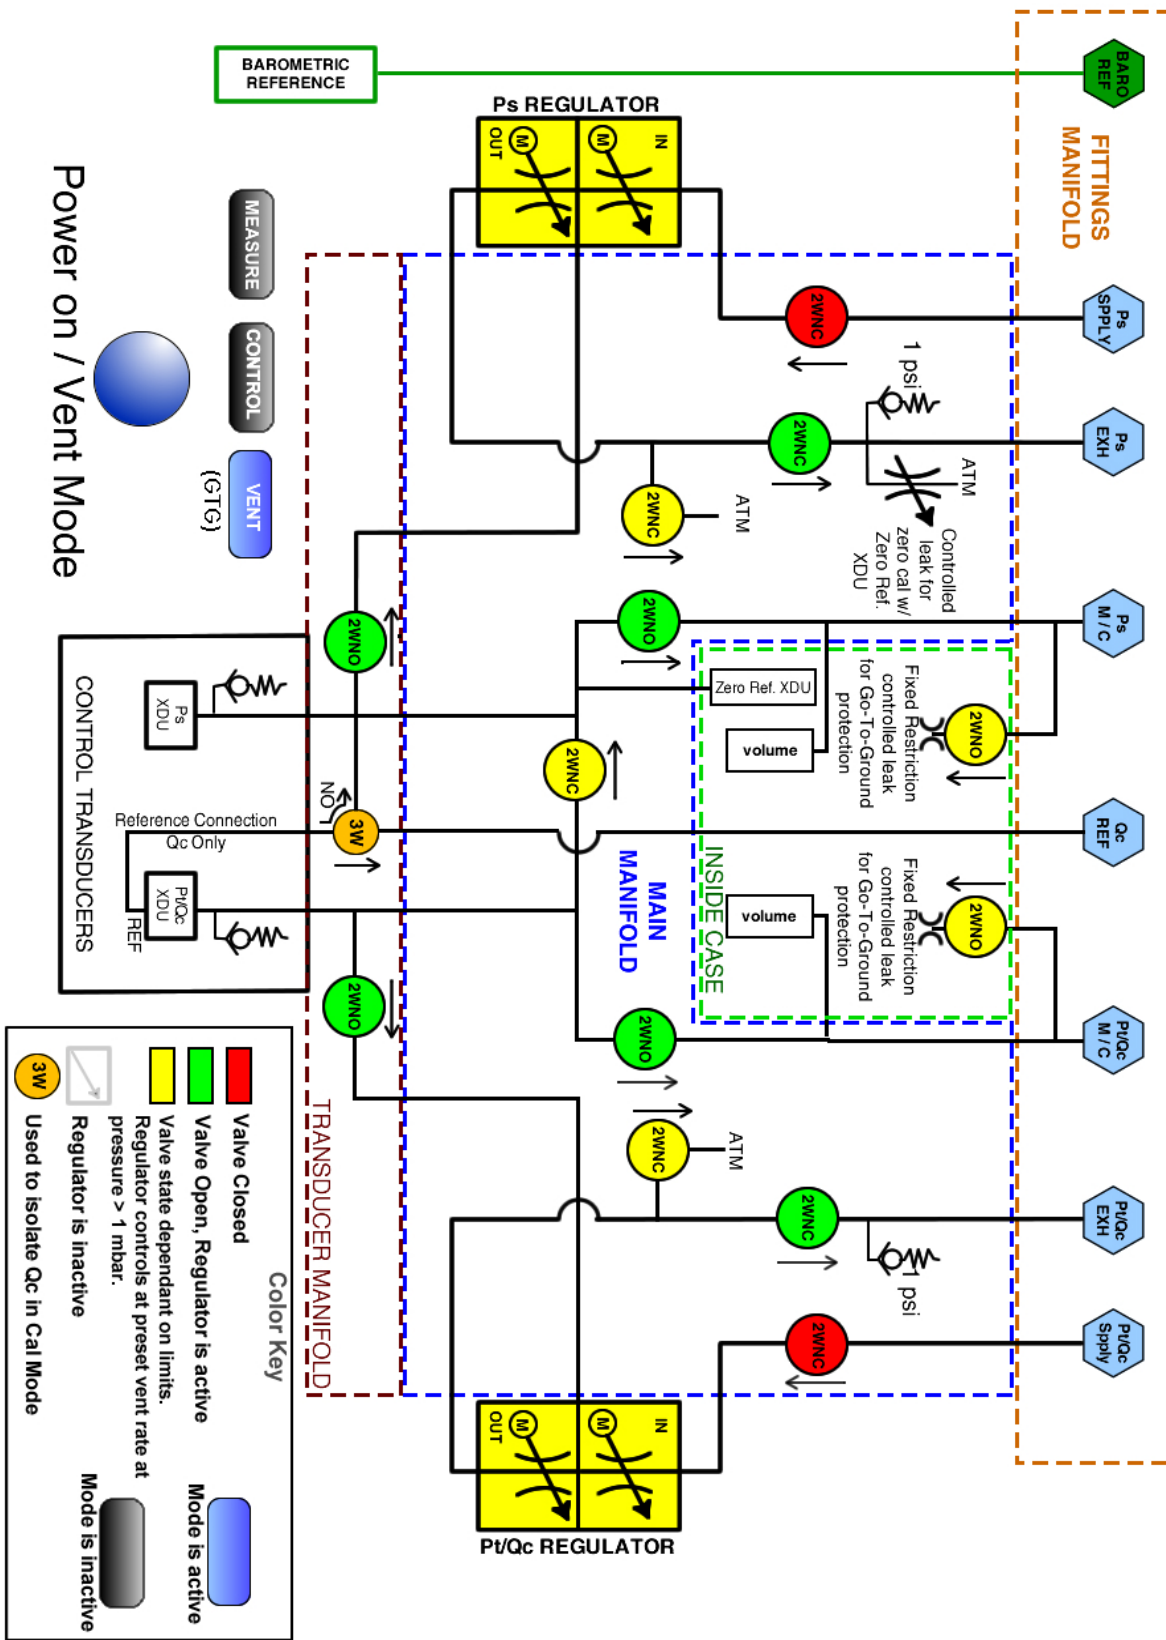 BARO
REF
FITTINGS
MANIFOLD
BAROMETRIC
REFERENCE
Ps REGULATOR
IN
M
OUT
M
Ps
SPPLY
2WNC
1 psi
Ps
EXH
2WNC
ATM
2WNC
ATM
Controlled
leak for
zero cal w/
Zero Ref.
XDU
Ps
M / C
2WNO
2WNO
Zero Ref. XDU
volume
Fixed Restriction
controlled leak
for Go-To-Ground
protection
2WNO
2WNC
Qc
REF
3W
NO
INSIDE CASE
MAIN
MANIFOLD
volume
Fixed Restriction
controlled leak
for Go-To-Ground
protection
2WNO
Pt/Qc
M / C
2WNO
2WNO
2WNC
ATM
Pt/Qc
EXH
2WNC
1 psi
Pt/Qc
Spply
2WNC
TRANSDUCER MANIFOLD
IN
M
OUT
M
Pt/Qc REGULATOR
MEASURE
CONTROL
VENT
(GTG)
Power on / Vent Mode
CONTROL TRANSDUCERS
Ps
XDU
Reference Connection
Qc Only
Pt/Qc
XDU
REF
Color Key
Valve Closed
Valve Open, Regulator is active
Valve state dependant on limits.
Regulator controls at preset vent rate at
pressure > 1 mbar.
Regulator is inactive
3W
Used to isolate Qc in Cal Mode
Mode is active
Mode is inactive